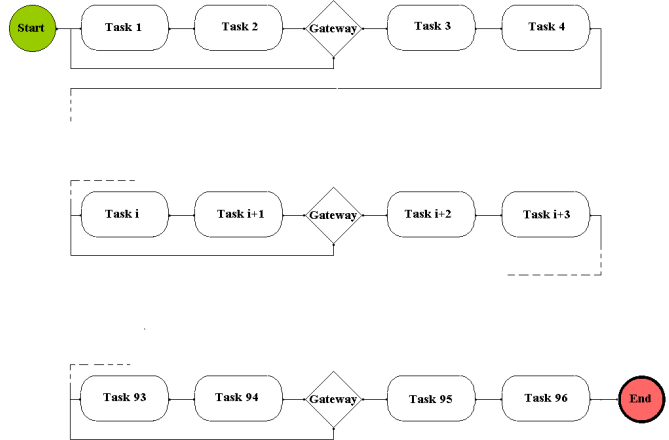 Start
Task 1
Task 2
Gateway
Task 3
Task 4
Task i
Task i+1
Gateway
Task i+2
Task i+3
Task 93
Task 94
Gateway
Task 95
Task 96
End